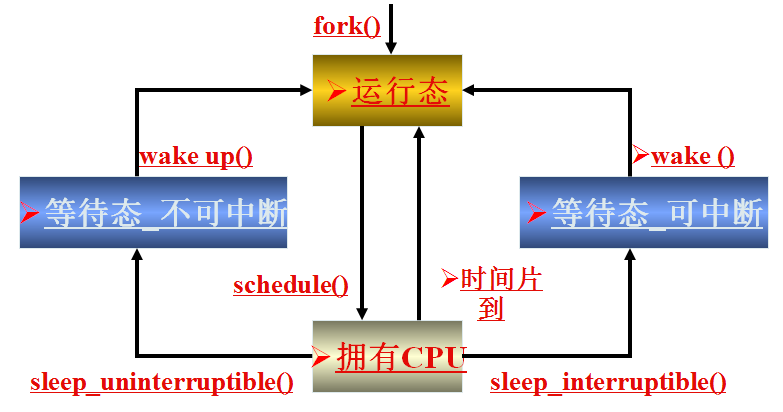 fork()
运行态
wake up()
wake ()
等待态_不可中断
等待态_可中断
schedule()
时间片
到
拥有CPU
sleep_uninterruptible()
sleep_interruptible()